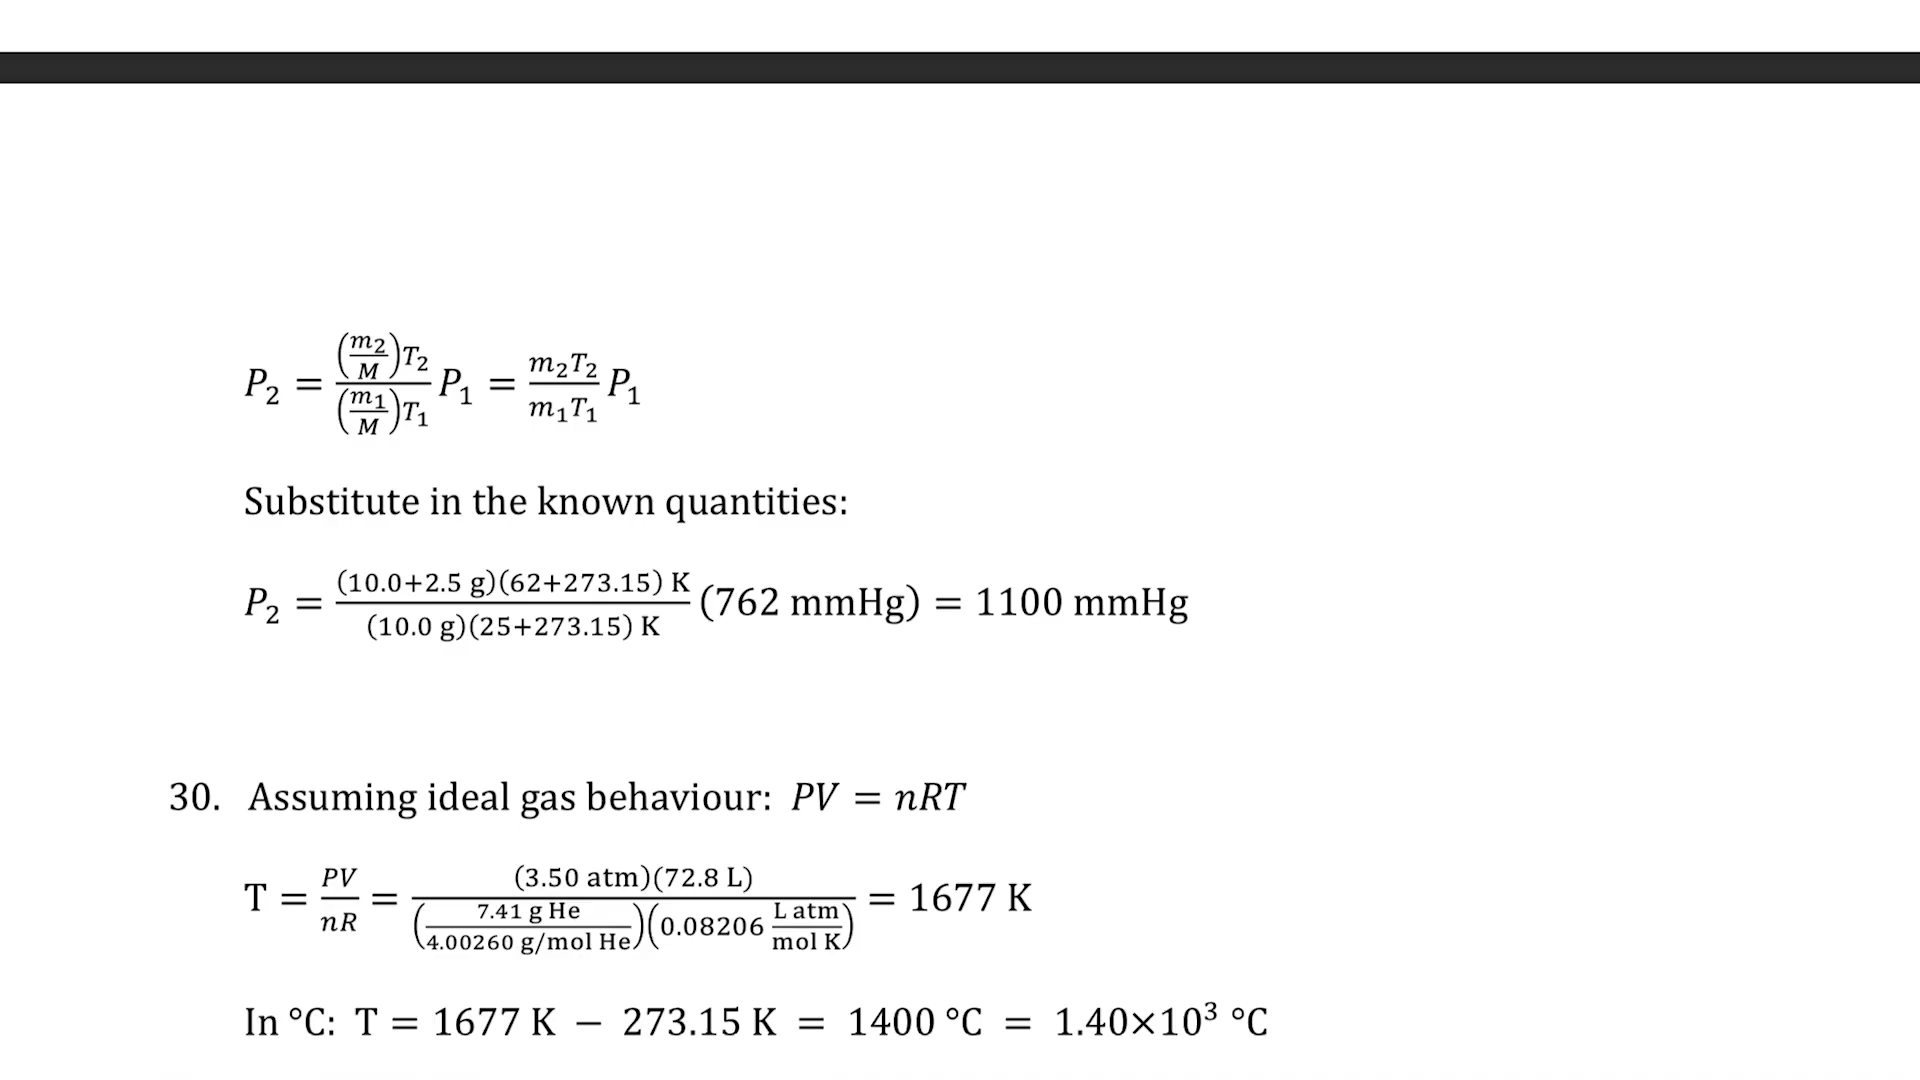 P₂ = ((m₂/M)T₂)/((m₁/M)T₁) P₁ = (m₂T₂)/(m₁T₁) P₁
Substitute in the known quantities:
P₂ = ((10.0+2.5 g)(62+273.15) K)/((10.0 g)(25+273.15) K) (762 mmHg) = 1100 mmHg
30. Assuming ideal gas behaviour: PV = nRT
T = PV/nR = ((3.50 atm)(72.8 L))/((7.41 g He/4.00260 g/mol He)(0.08206 L atm/mol K)) = 1677 K
In °C: T = 1677 K − 273.15 K = 1400 °C = 1.40×10³ °C